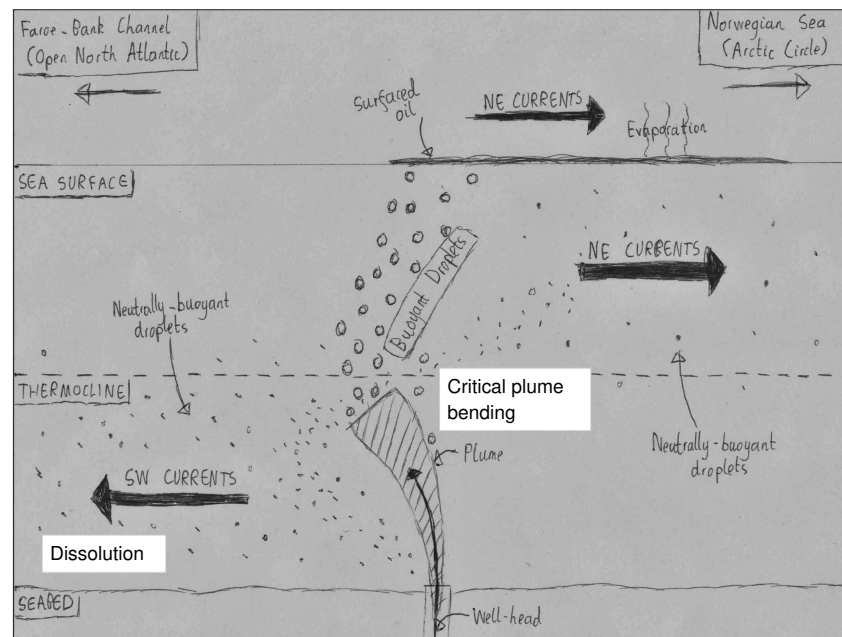 Faroe-Bank Channel
(Open North Atlantic)
Norwegian Sea
(Arctic Circle)
Surfaced
oil
NE CURRENTS
Evaporation
SEA SURFACE
NE CURRENTS
Buoyant Droplets
Neutrally-buoyant
droplets
THERMOCLINE
Critical plume
bending
Plume
Neutrally-buoyant
droplets
SW CURRENTS
Dissolution
SEABED
Well-head